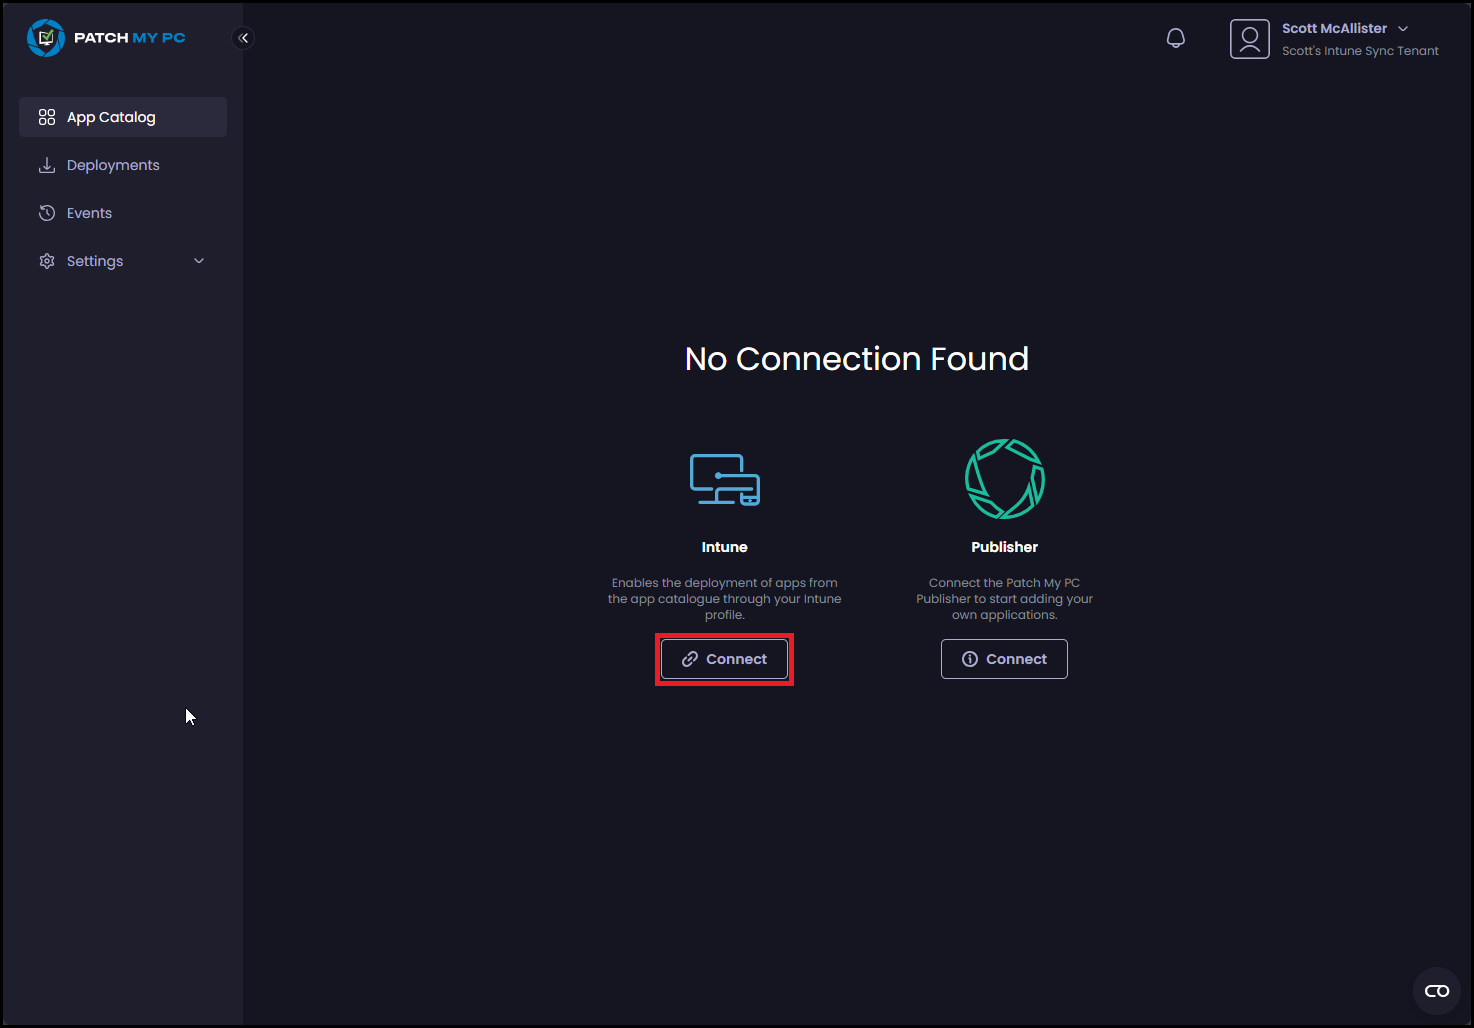 PATCH MY PC
Scott McAllister
Scott's Intune Sync Tenant
App Catalog
Deployments
Events
Settings
No Connection Found
Intune
Enables the deployment of apps from
the app catalogue through your Intune
profile.
Connect
Publisher
Connect the Patch My PC
Publisher to start adding your
own applications.
Connect